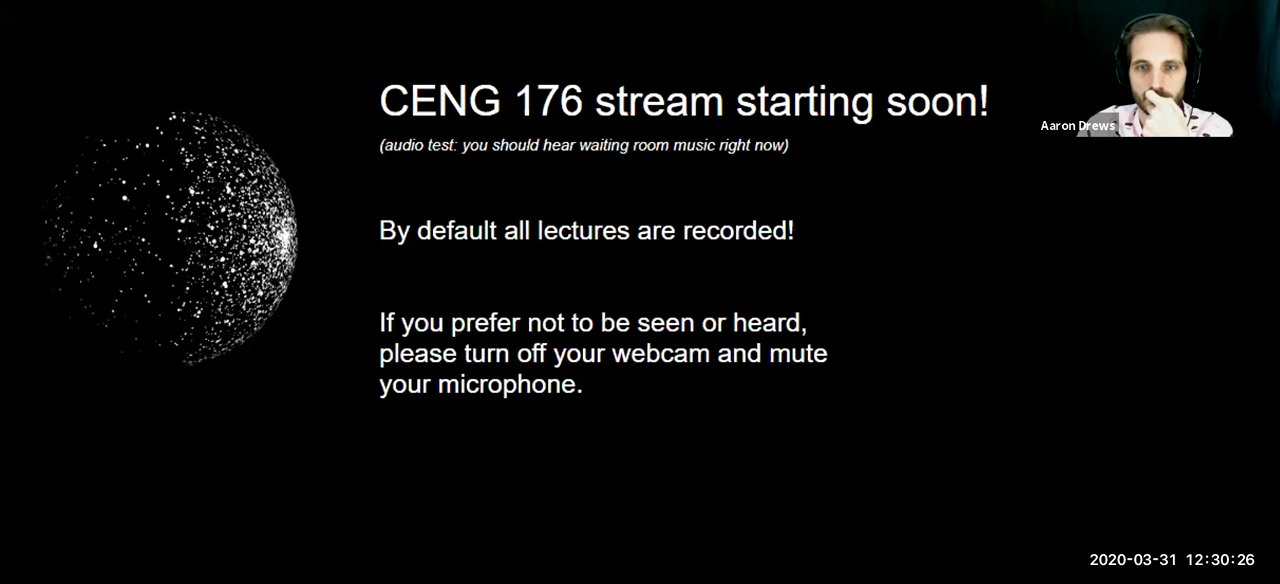 CENG 176 stream starting soon!
(audio test: you should hear waiting room music right now)
Aaron Drews
By default all lectures are recorded!
If you prefer not to be seen or heard,
please turn off your webcam and mute
your microphone.
2020-03-31 12:30:26